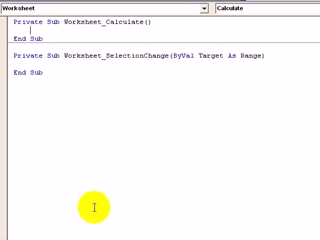 Worksheet
Calculate
Private Sub Worksheet_Calculate()
End Sub
Private Sub Worksheet_SelectionChange(ByVal Target As Range)
End Sub